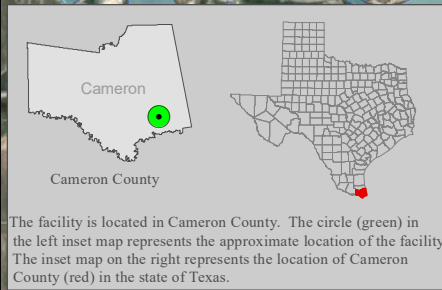 Cameron
Cameron County
The facility is located in Cameron County. The circle (green) in
the left inset map represents the approximate location of the facility
The inset map on the right represents the location of Cameron
County (red) in the state of Texas.